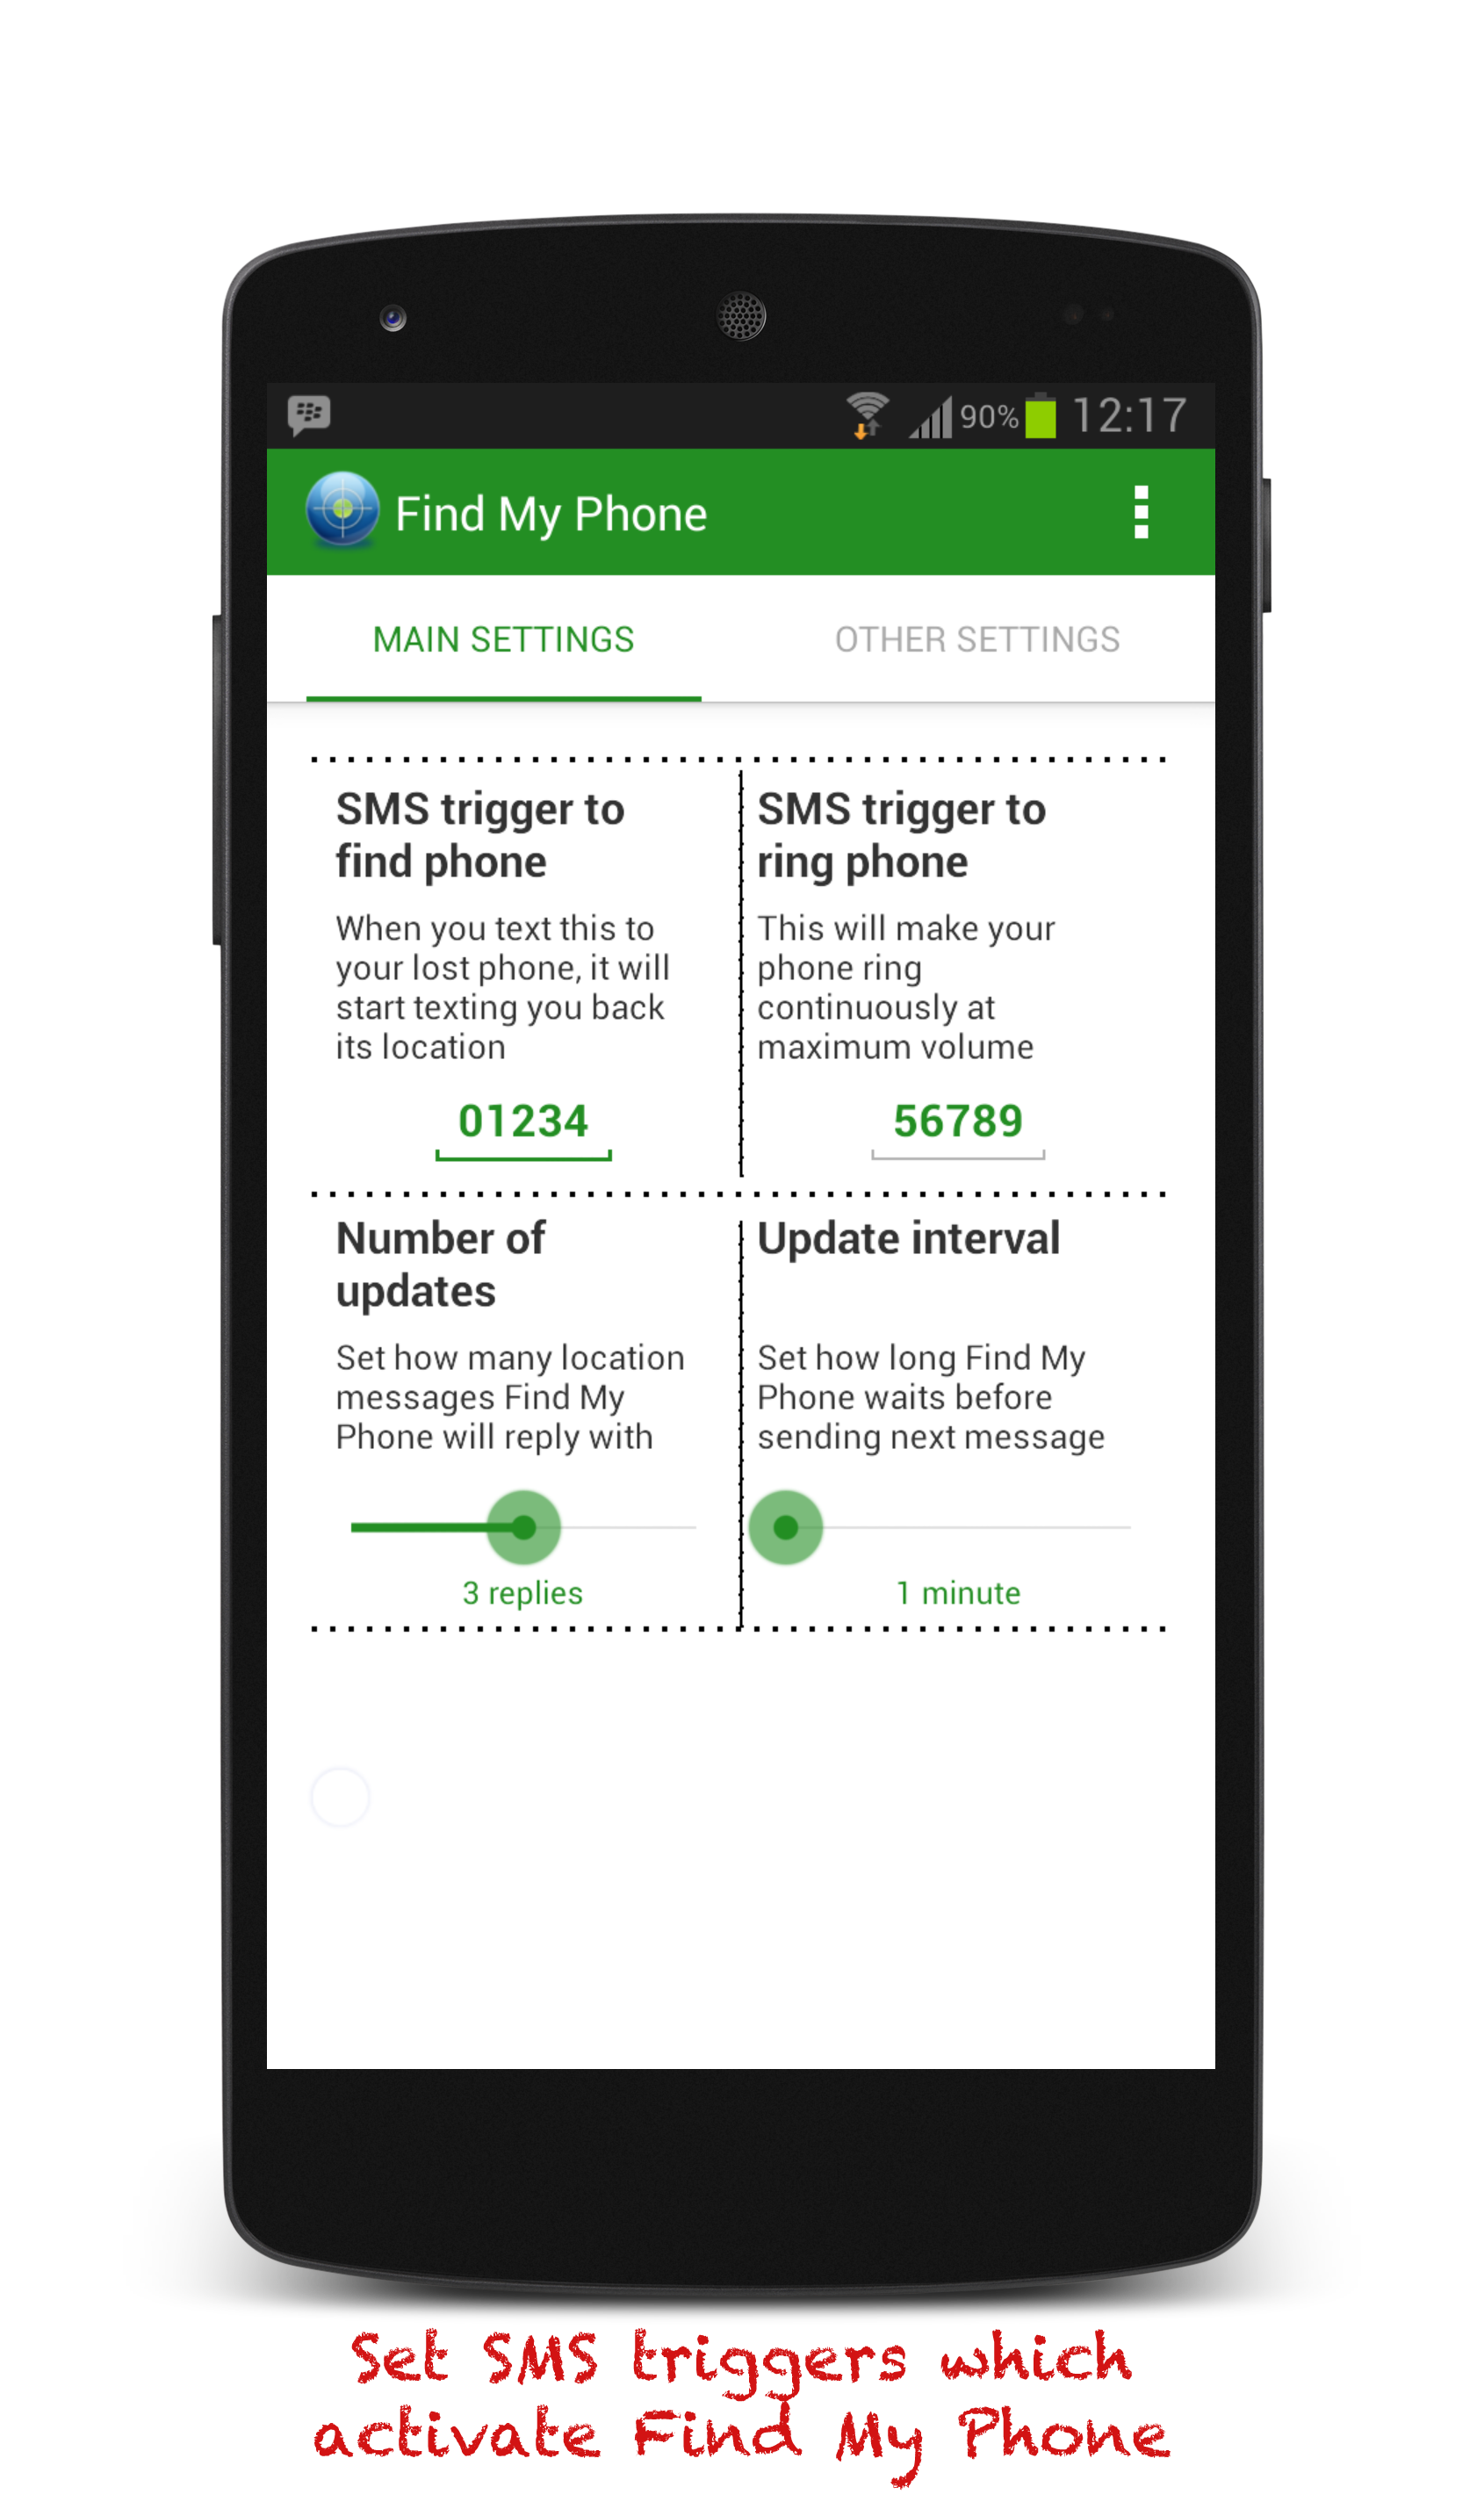 90%
12:17
Find My Phone
MAIN SETTINGS
OTHER SETTINGS
SMS trigger to
find phone
When you text this to
your lost phone, it will
start texting you back
its location
01234
SMS trigger to
ring phone
This will make your
phone ring
continuously at
maximum volume
56789
Number of
updates
Set how many location
messages Find My
Phone will reply with
3 replies
Update interval
Set how long Find My
Phone waits before
sending next message
1 minute
Set SMS triggers which
activate Find My Phone